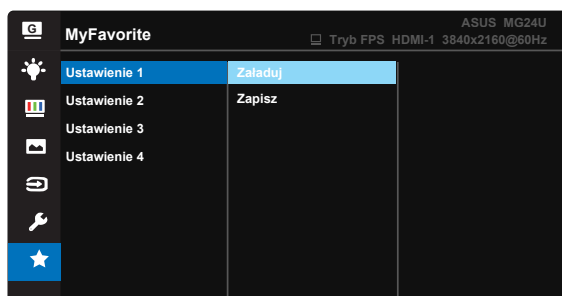 G
MyFavorite
ASUS MG24U
Tryb FPS HDMI-1 3840x2160@60Hz
Ustawienie 1
Załaduj
Ustawienie 2
Zapisz
Ustawienie 3
Ustawienie 4